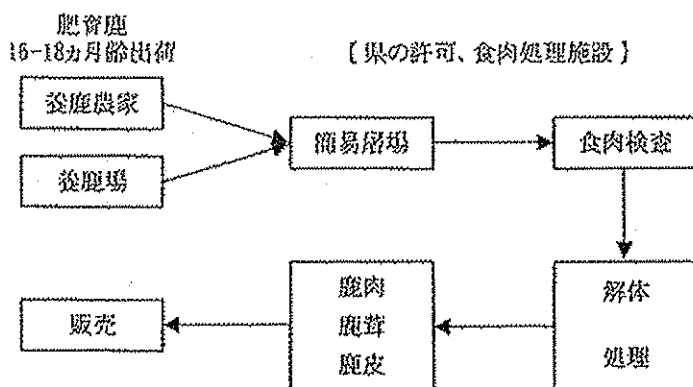 肥育鹿
16-18カ月齢出荷
【県の許可、食肉処理施設】
養鹿農家
養鹿場
簡易屠場
食肉検査
解体
処理
鹿肉
鹿茸
鹿皮
販売